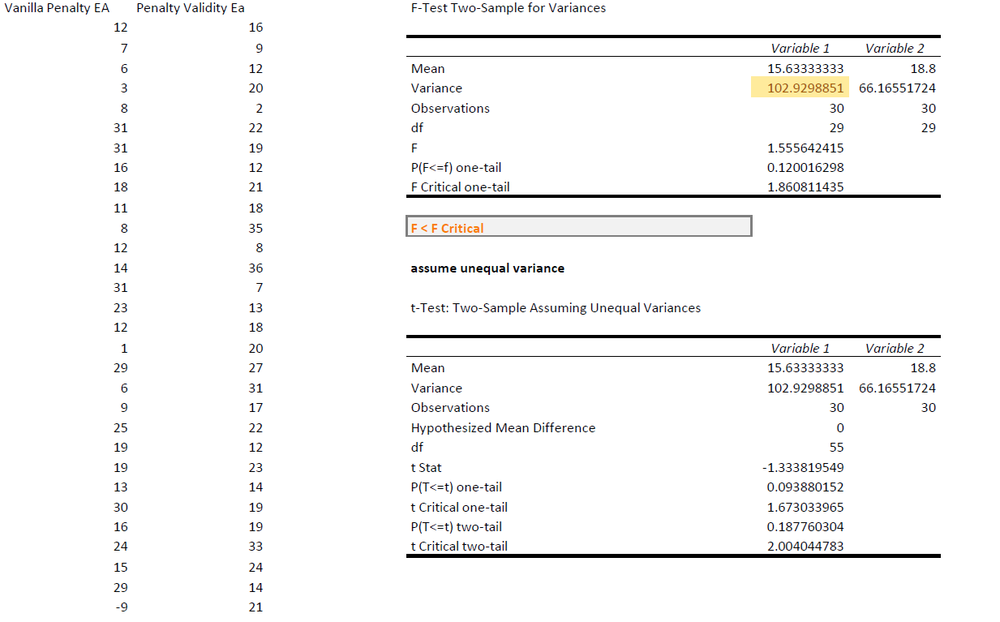 Vanilla Penalty EA Penalty Validity Ea F-Test Two-Sample for Variances
12 16
7 9 Variable 1 Variable 2
6 12 Mean 15.63333333 18.8
3 20 Variance 102.9298851 66.16551724
8 2 Observations 30 30
31 22 df 29 29
31 19 F 1.555642415
16 12 P(F<=f) one-tail 0.120016298
18 21 F Critical one-tail 1.860811435
11 18
8 35 F < F Critical
12 8
14 36 assume unequal variance
31 7
23 13 t-Test: Two-Sample Assuming Unequal Variances
12 18
1 20 Variable 1 Variable 2
29 27 Mean 15.63333333 18.8
6 31 Variance 102.9298851 66.16551724
9 17 Observations 30 30
25 22 Hypothesized Mean Difference 0
19 12 df 55
19 23 t Stat -1.333819549
13 14 P(T<=t) one-tail 0.093880152
30 19 t Critical one-tail 1.673033965
16 19 P(T<=t) two-tail 0.187760304
24 33 t Critical two-tail 2.004044783
15 24
29 14
-9 21